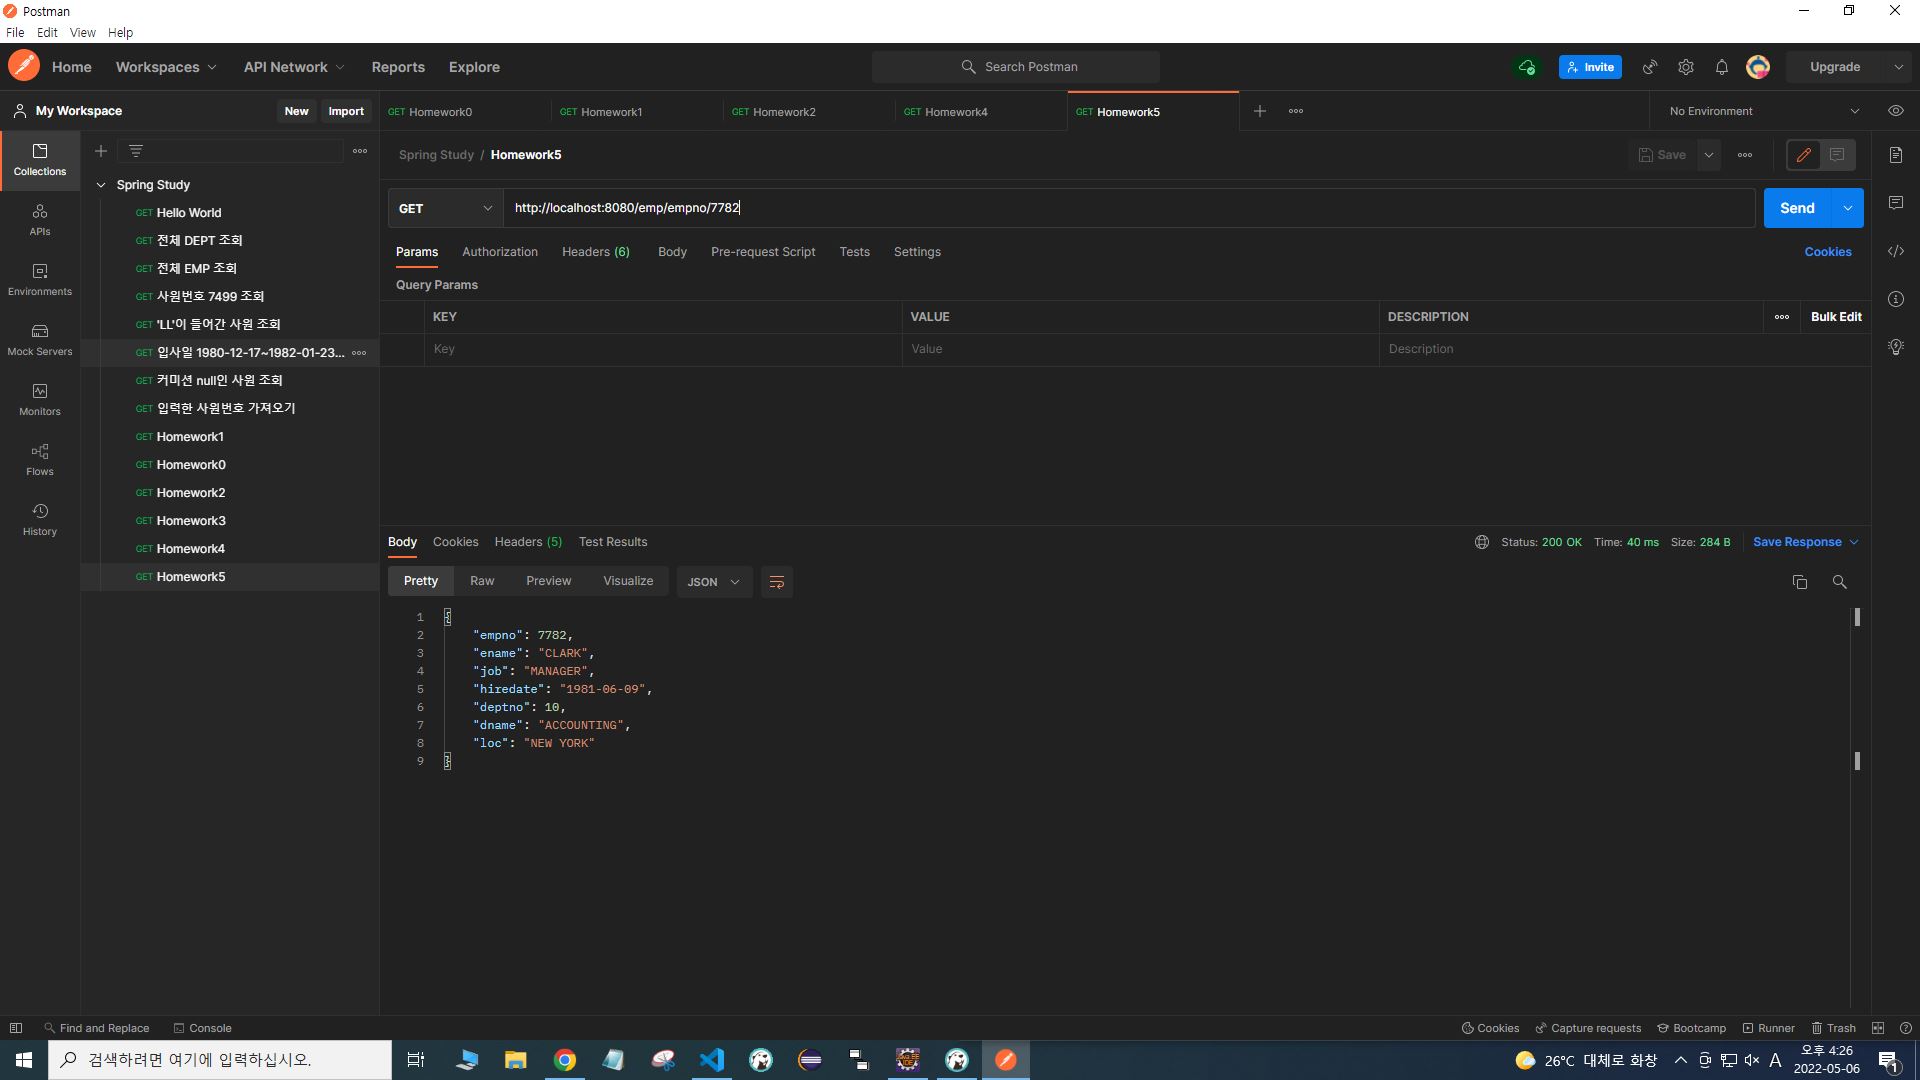 Postman
File Edit View Help
Home Workspaces API Network Reports Explore Search Postman Invite Upgrade
My Workspace New Import GET Homework0 GET Homework1 GET Homework2 GET Homework4 GET Homework5 No Environment
Collections
APIs
Environments
Mock Servers
Monitors
Flows
History
Spring Study
GET Hello World
GET 전체 DEPT 조회
GET 전체 EMP 조회
GET 사원번호 7499 조회
GET 'LL'이 들어간 사원 조회
GET 입사일 1980-12-17~1982-01-23...
GET 커미션 null인 사원 조회
GET 입력한 사원번호 가져오기
GET Homework1
GET Homework0
GET Homework2
GET Homework3
GET Homework4
GET Homework5
Spring Study / Homework5 Save
GET http://localhost:8080/emp/empno/7782 Send
Params Authorization Headers (6) Body Pre-request Script Tests Settings Cookies
Query Params
KEY VALUE DESCRIPTION Bulk Edit
Key Value Description
Body Cookies Headers (5) Test Results Status: 200 OK Time: 40 ms Size: 284 B Save Response
Pretty Raw Preview Visualize JSON
1 {
2 "empno": 7782,
3 "ename": "CLARK",
4 "job": "MANAGER",
5 "hiredate": "1981-06-09",
6 "deptno": 10,
7 "dname": "ACCOUNTING",
8 "loc": "NEW YORK"
9 }
Find and Replace Console Cookies Capture requests Bootcamp Runner Trash
검색하려면 여기에 입력하십시오. 26°C 대체로 화창 A 오후 4:26
2022-05-06 1